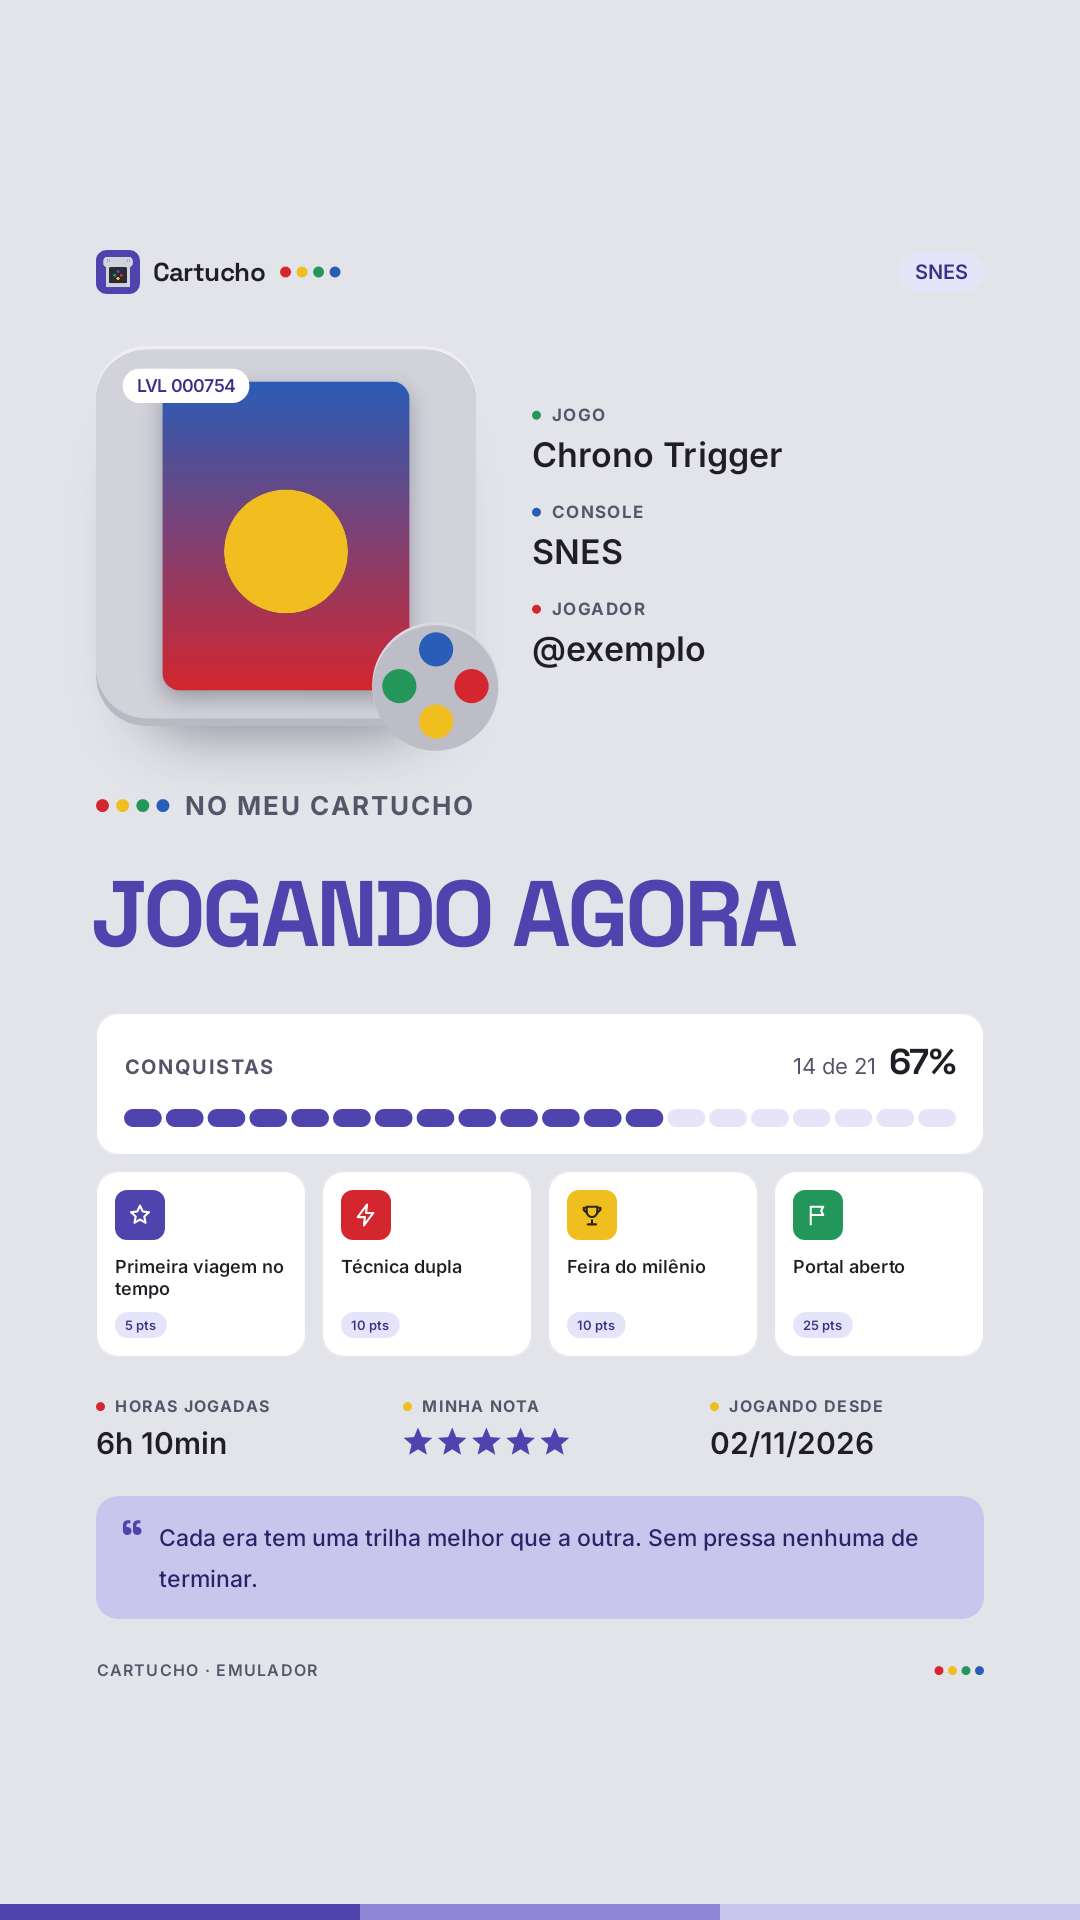 Cartucho
SNES
LVL 000754
JOGO
Chrono Trigger
CONSOLE
SNES
JOGADOR
@exemplo
NO MEU CARTUCHO
JOGANDO AGORA
CONQUISTAS
14 de 21 67%
Primeira viagem no
tempo
5 pts
Técnica dupla
10 pts
Feira do milênio
10 pts
Portal aberto
25 pts
HORAS JOGADAS
6h 10min
MINHA NOTA
JOGANDO DESDE
02/11/2026
“ Cada era tem uma trilha melhor que a outra. Sem pressa nenhuma de
terminar.
CARTUCHO · EMULADOR